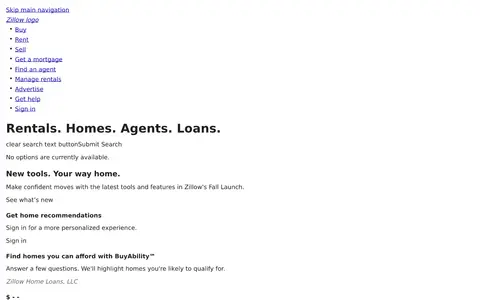 Skip main navigation
Zillow logo
Buy
Rent
Sell
Get a mortgage
Find an agent
Manage rentals
Advertise
Get help
Sign in
Rentals. Homes. Agents. Loans.
clear search text buttonSubmit Search
No options are currently available.
New tools. Your way home.
Make confident moves with the latest tools and features in Zillow's Fall Launch.
See what's new
Get home recommendations
Sign in for a more personalized experience.
Sign in
Find homes you can afford with BuyAbility™
Answer a few questions. We'll highlight homes you're likely to qualify for.
Zillow Home Loans, LLC
$ - -